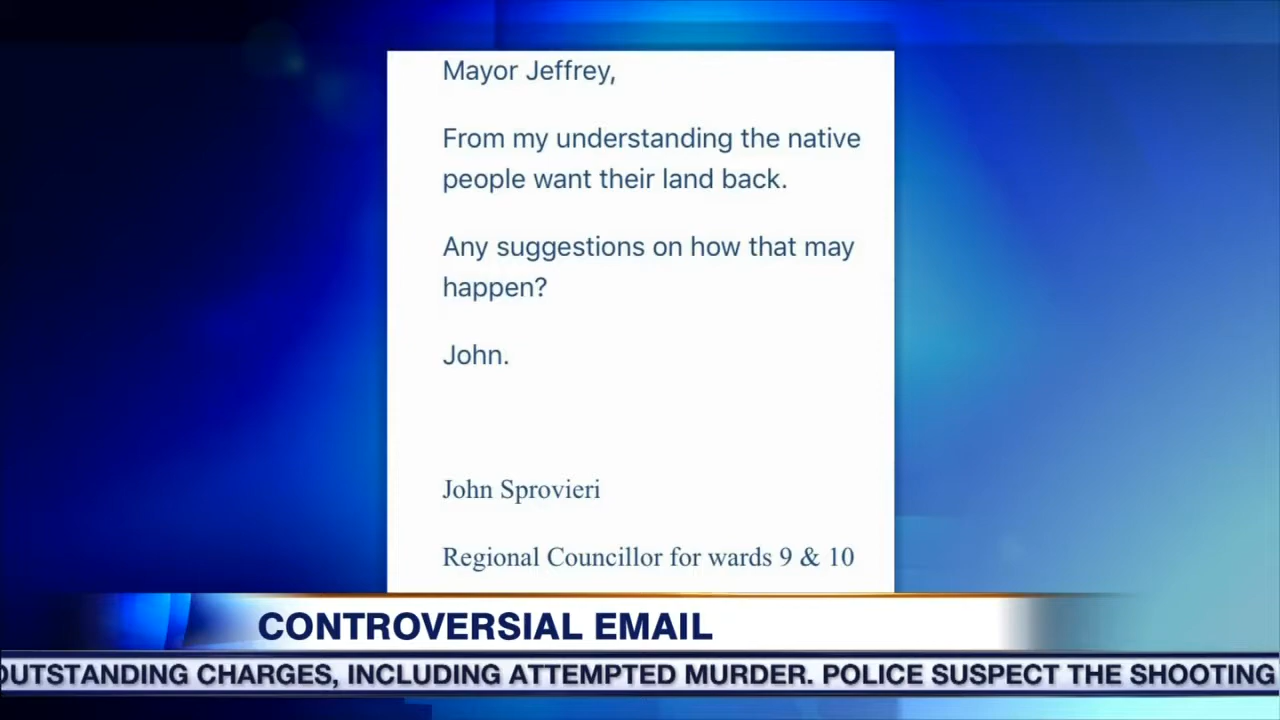 Mayor Jeffrey,
From my understanding the native
people want their land back.
Any suggestions on how that may
happen?
John.
John Sprovieri
Regional Councillor for wards 9 & 10
CONTROVERSIAL EMAIL
OUTSTANDING CHARGES, INCLUDING ATTEMPTED MURDER. POLICE SUSPECT THE SHOOTING